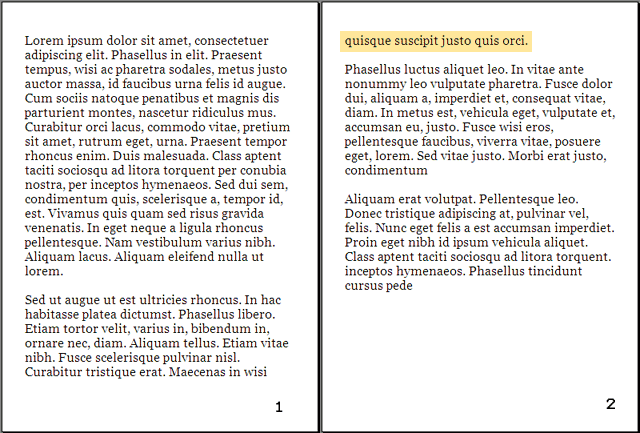 Lorem ipsum dolor sit amet, consectetuer
adipiscing elit. Phasellus in elit. Praesent
tempus, wisi ac pharetra sodales, metus justo
auctor massa, id faucibus urna felis id augue.
Cum sociis natoque penatibus et magnis dis
parturient montes, nascetur ridiculus mus.
Curabitur orci lacus, commodo vitae, pretium
sit amet, rutrum eget, urna. Praesent tempor
rhoncus enim. Duis malesuada. Class aptent
taciti sociosqu ad litora torquent per conubia
nostra, per inceptos hymenaeos. Sed dui sem,
condimentum quis, scelerisque a, tempor id,
est. Vivamus quis quam sed risus gravida
venenatis. In eget neque a ligula rhoncus
pellentesque. Nam vestibulum varius nibh.
Aliquam lacus. Aliquam eleifend nulla ut
lorem.
Sed ut augue ut est ultricies rhoncus. In hac
habitasse platea dictumst. Phasellus libero.
Etiam tortor velit, varius in, bibendum in,
ornare nec, diam. Aliquam tellus. Etiam vitae
nibh. Fusce scelerisque pulvinar nisl.
Curabitur tristique erat. Maecenas in wisi
1
quisque suscipit justo quis orci.
Phasellus luctus aliquet leo. In vitae ante
nonummy leo vulputate pharetra. Fusce dolor
dui, aliquam a, imperdiet et, consequat vitae,
diam. In metus est, vehicula eget, vulputate et,
accumsan eu, justo. Fusce wisi eros,
pellentesque faucibus, viverra vitae, posuere
eget, lorem. Sed vitae justo. Morbi erat justo,
condimentum
Aliquam erat volutpat. Pellentesque leo.
Donec tristique adipiscing at, pulvinar vel,
felis. Nunc eget felis a est accumsan imperdiet.
Proin eget nibh id ipsum vehicula aliquet.
Class aptent taciti sociosqu ad litora torquent.
inceptos hymenaeos. Phasellus tincidunt
cursus pede
2